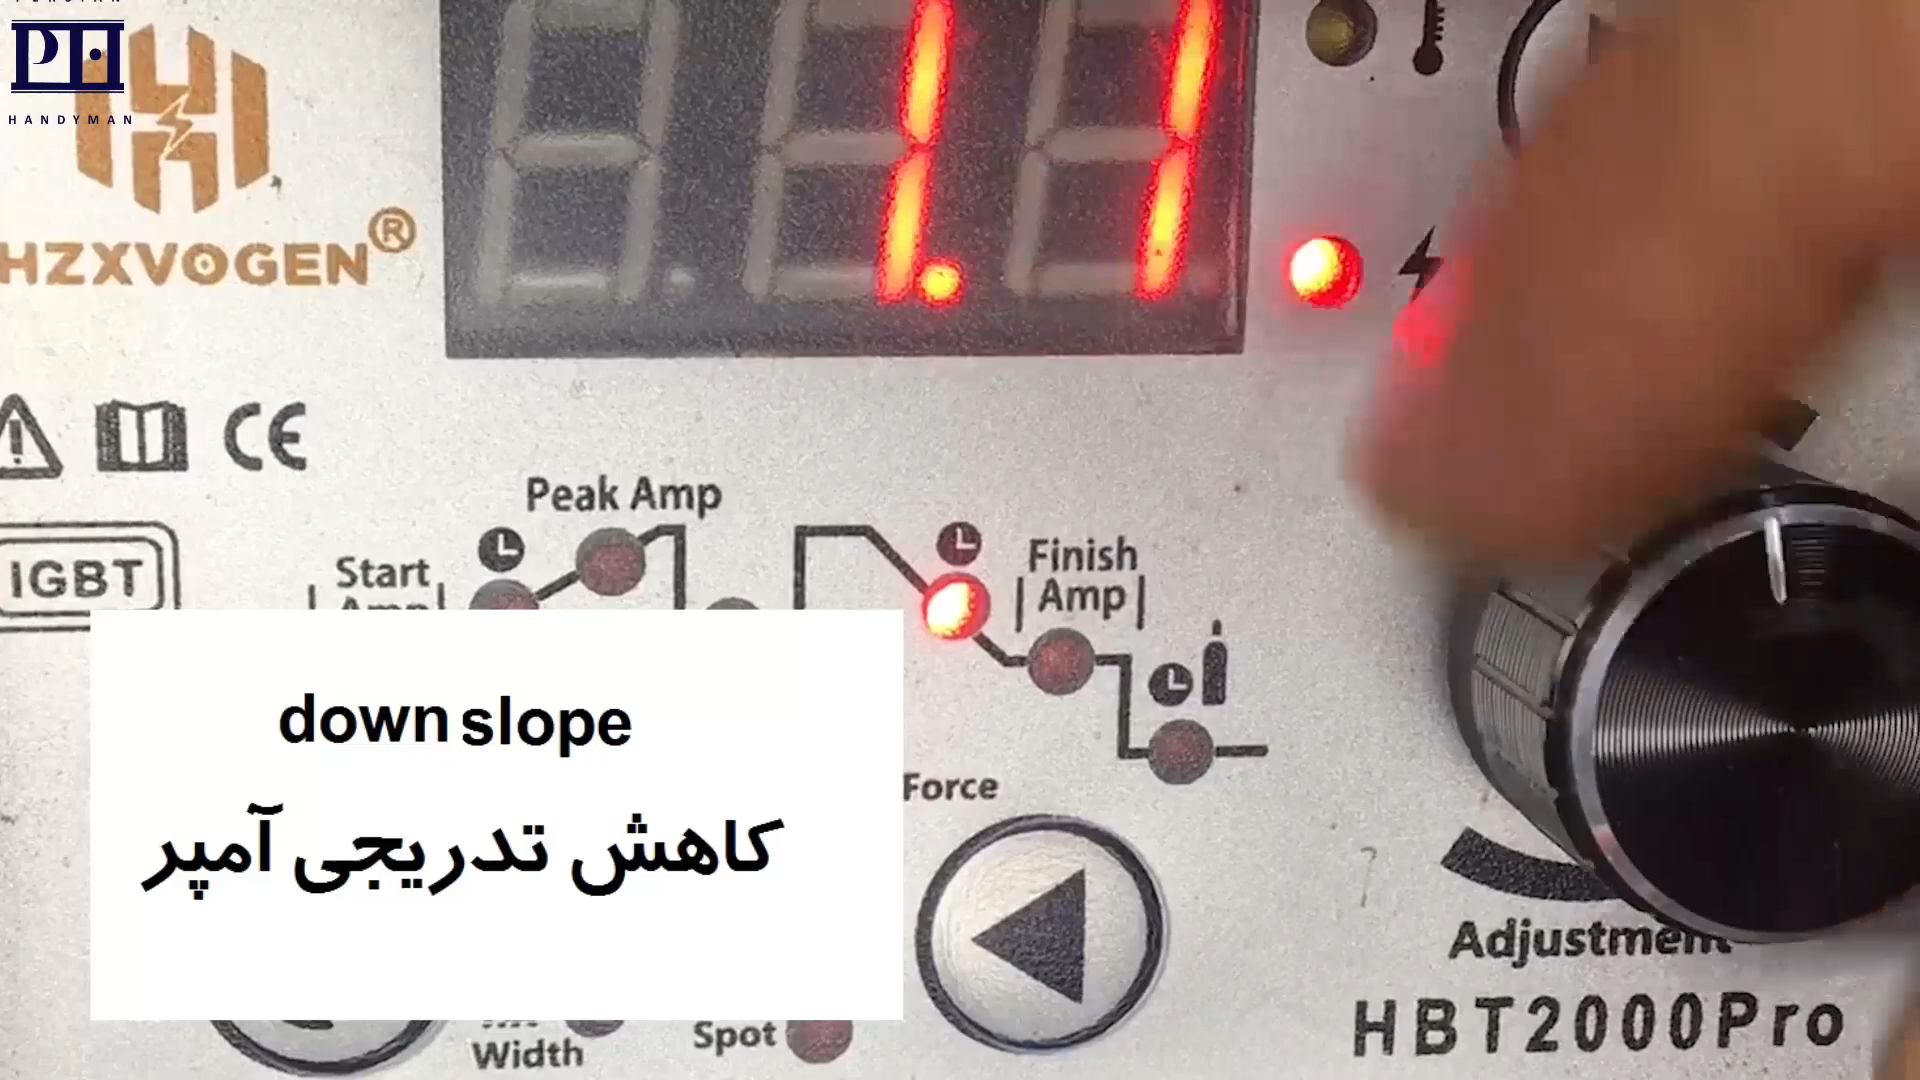 PH
HANDYMAN
HZXVOGEN®
1.1
CE
Peak Amp
IGBT
Start
Finish
Amp
down slope
کاهش تدریجی آمپر
Force
Adjustment
HBT2000Pro
Width
Spot